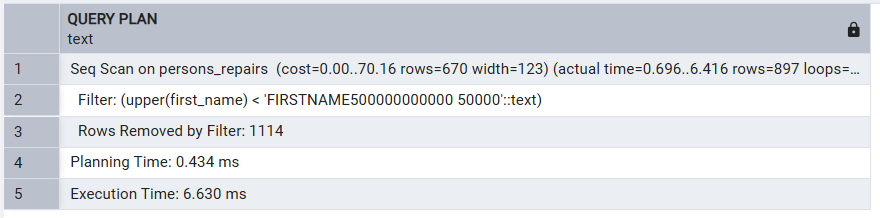 QUERY PLAN
text
1 Seq Scan on persons_repairs (cost=0.00..70.16 rows=670 width=123) (actual time=0.696..6.416 rows=897 loops=…
2 Filter: (upper(first_name) < 'FIRSTNAME500000000000 50000'::text)
3 Rows Removed by Filter: 1114
4 Planning Time: 0.434 ms
5 Execution Time: 6.630 ms